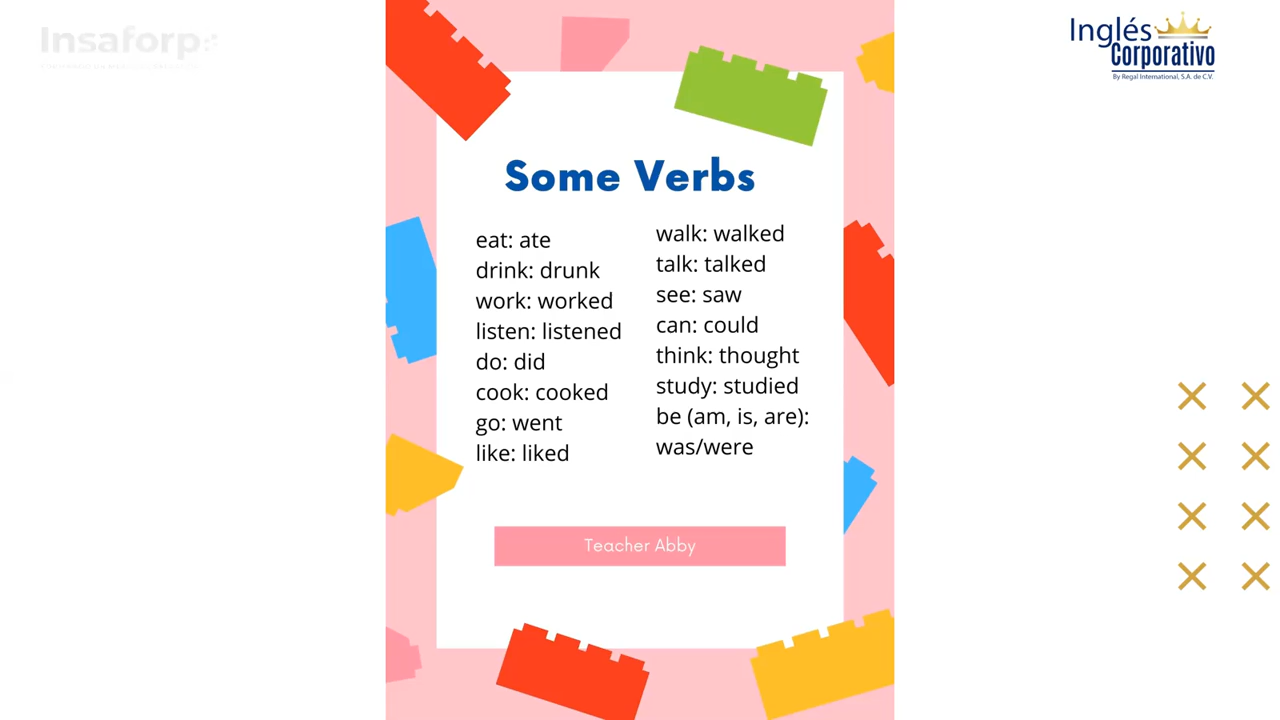 Insaforp
Inglés
Corporativo
By Regal International, S.A. de C.V.
Some Verbs
eat: ate
drink: drunk
work: worked
listen: listened
do: did
cook: cooked
go: went
like: liked
walk: walked
talk: talked
see: saw
can: could
think: thought
study: studied
be (am, is, are):
was/were
Teacher Abby